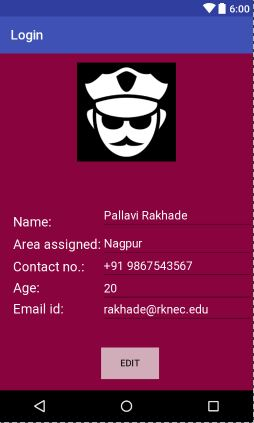 6:00
Login
Name: Pallavi Rakhade
Area assigned: Nagpur
Contact no.: +91 9867543567
Age: 20
Email id: rakhade@rknec.edu
EDIT